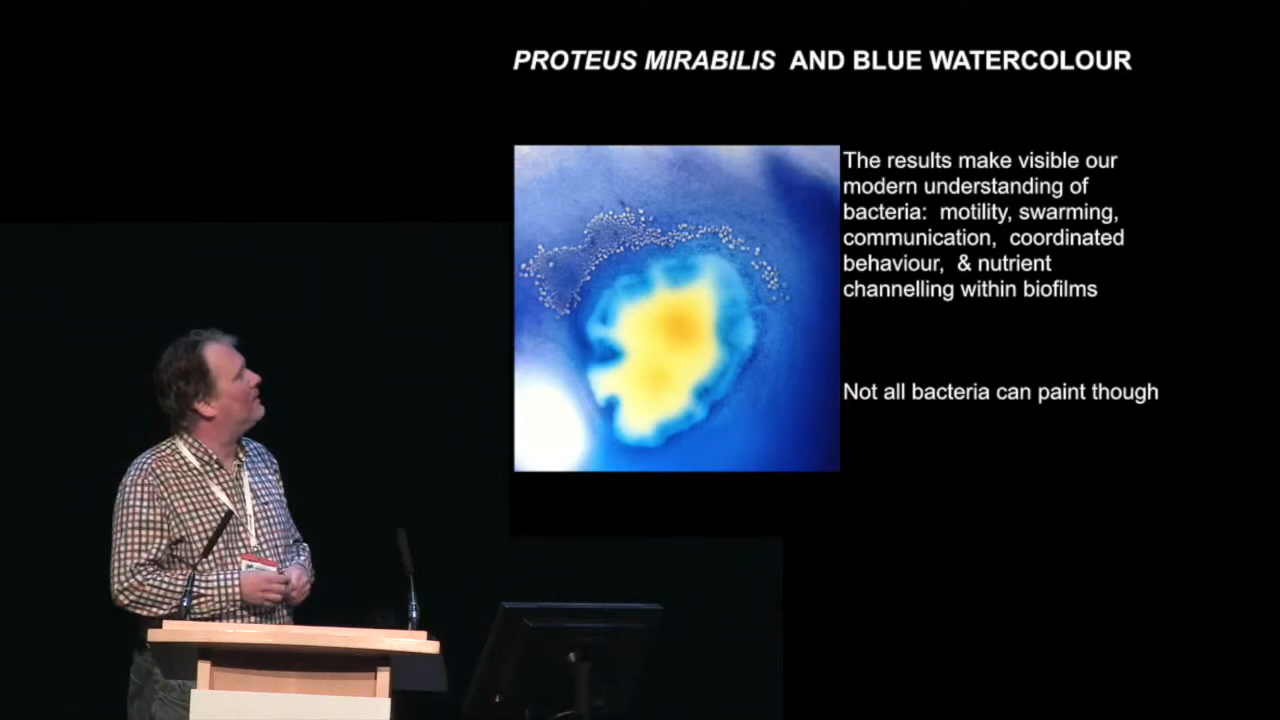 PROTEUS MIRABILIS AND BLUE WATERCOLOUR
The results make visible our
modern understanding of
bacteria: motility, swarming,
communication, coordinated
behaviour, & nutrient
channelling within biofilms
Not all bacteria can paint though